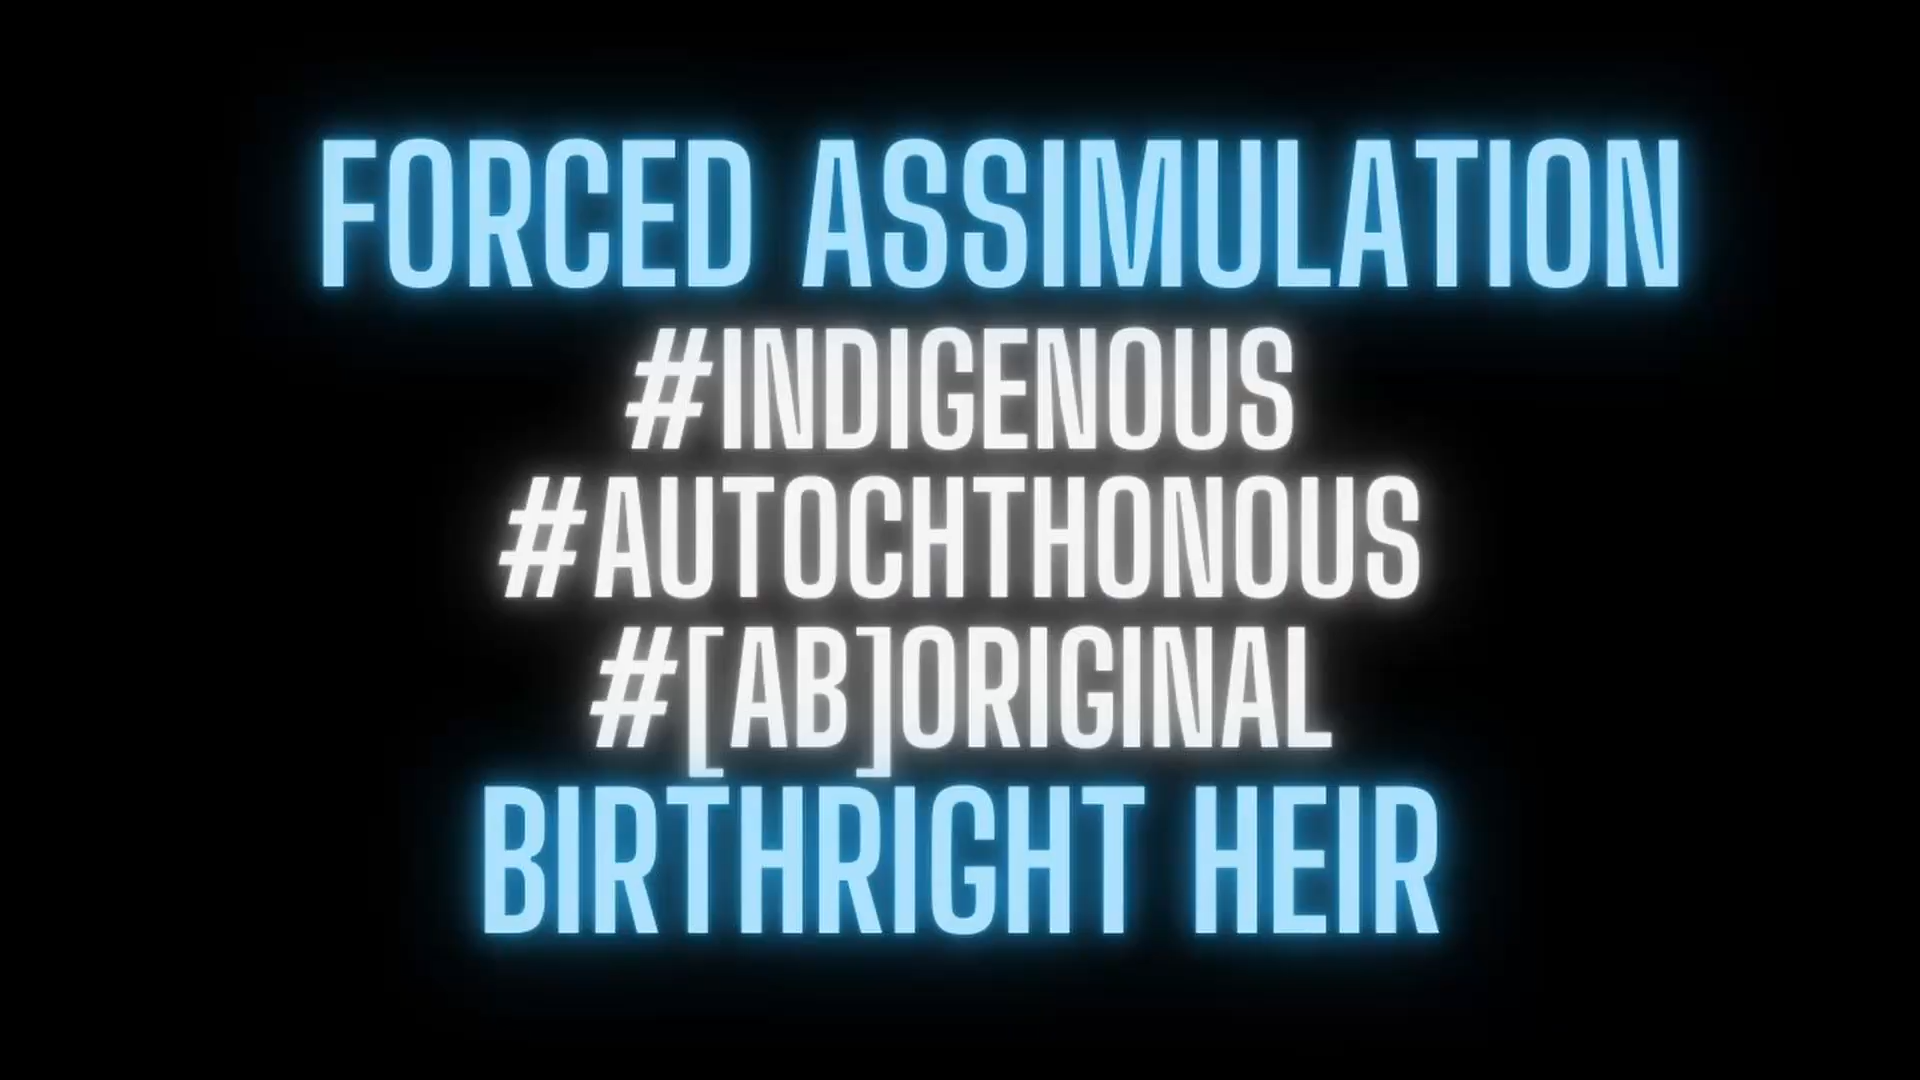 FORCED ASSIMULATION
#INDIGENOUS
#AUTOCHTHONOUS
#[AB]ORIGINAL
BIRTHRIGHT HEIR